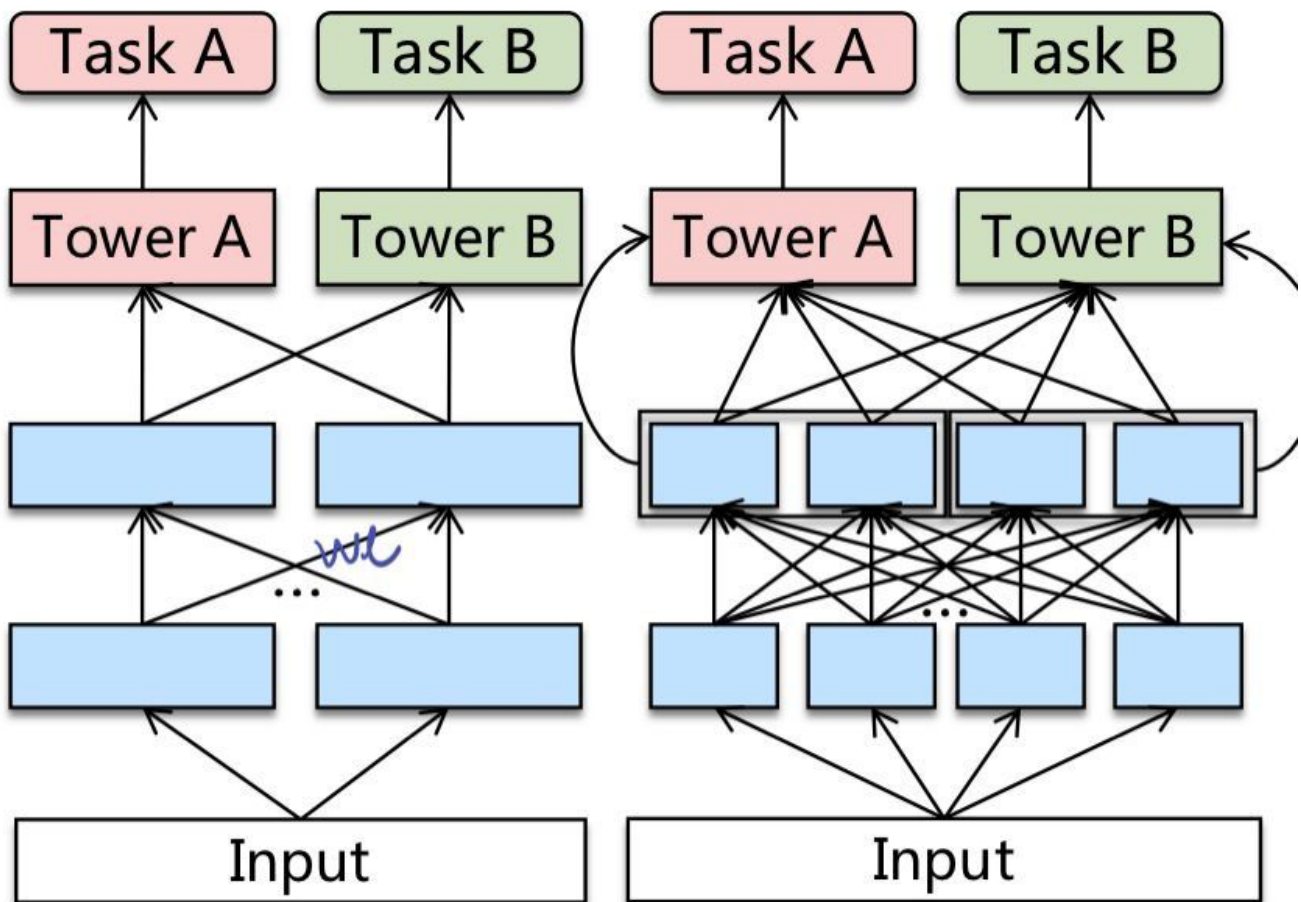 Task A Task B Task A Task B
Tower A Tower B Tower A Tower B
...
...
Input Input